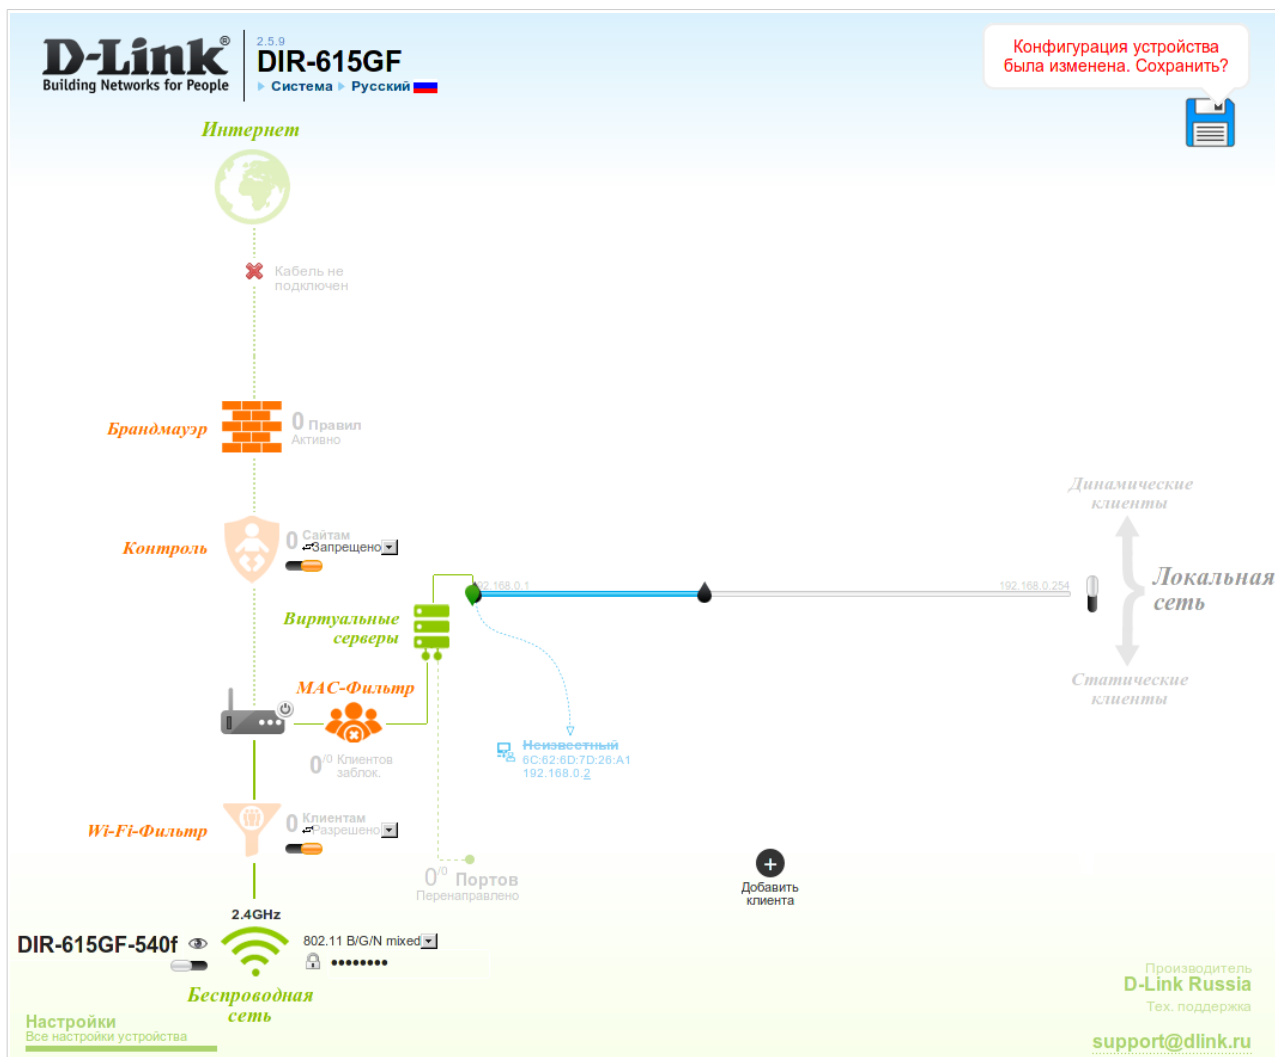 D-Link®
Building Networks for People
2.5.9
DIR-615GF
Система
Русский
Конфигурация устройства
была изменена. Сохранить?
Интернет
Кабель не
подключен
Брандмауэр
0 Правил
Активно
Контроль
0 Сайтам
Запрещено
Виртуальные
серверы
92.168.0.1
192.168.0.254
Динамические
клиенты
Локальная
сеть
Статические
клиенты
MAC-Фильтр
0/0 Клиентов
заблок.
Неизвестный
6C:62:6D:7D:26:A1
192.168.0.2
Wi-Fi-Фильтр
0 Клиентам
Разрешено
0/0 Портов
Перенаправлено
Добавить
клиента
2.4GHz
DIR-615GF-540f
802.11 B/G/N mixed
••••••••
Беспроводная
сеть
Настройки
Все настройки устройства
Производитель
D-Link Russia
Тех. поддержка
support@dlink.ru